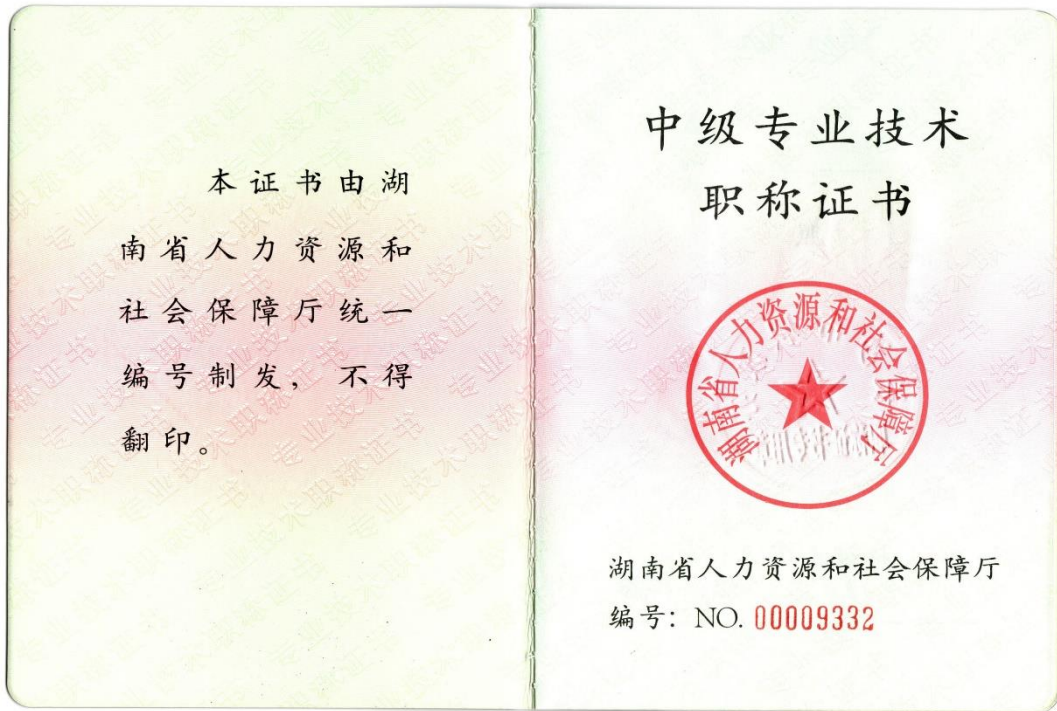 本证书由湖
南省人力资源和
社会保障厅统一
编号制发，不得
翻印。
中级专业技术
职称证书
湖南省人力资源和社会保障厅
湖南省人力资源和社会保障厅
编号：NO. 00009332